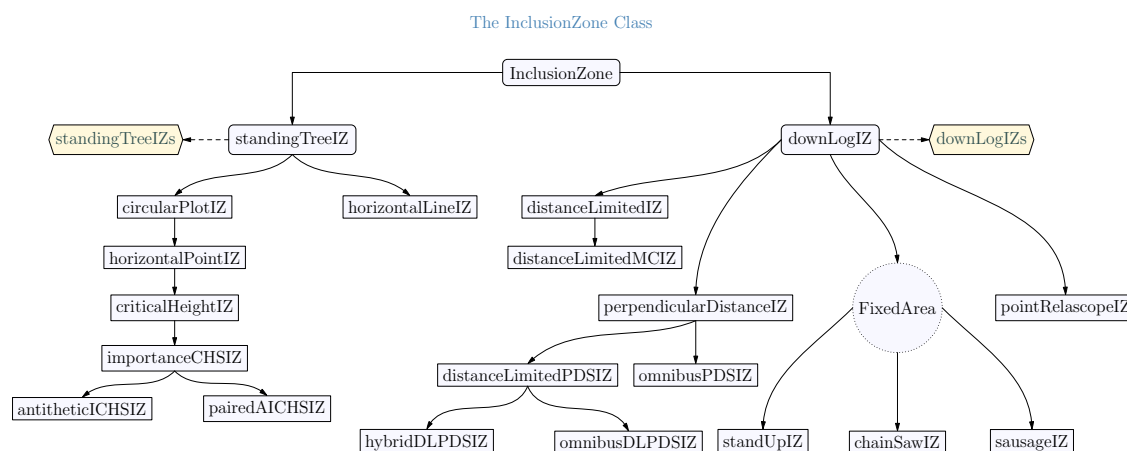 The InclusionZone Class
InclusionZone
standingTreeIZs
standingTreeIZ
downLogIZ
downLogIZs
circularPlotIZ
horizontalLineIZ
distanceLimitedIZ
horizontalPointIZ
distanceLimitedMCIZ
criticalHeightIZ
perpendicularDistanceIZ
FixedArea
pointRelascopeIZ
importanceCHSIZ
distanceLimitedPDSIZ
omnibusPDSIZ
antitheticICHSIZ
pairedAICHSIZ
hybridDLPDSIZ
omnibusDLPDSIZ
standUpIZ
chainSawIZ
sausageIZ